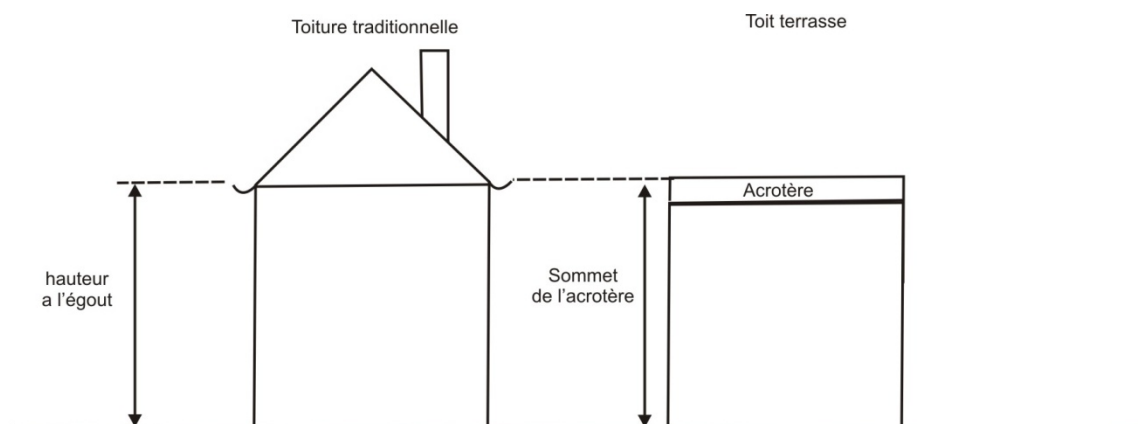 Toiture traditionnelle
Toit terrasse
Acrotère
hauteur
a l'égout
Sommet
de l'acrotère